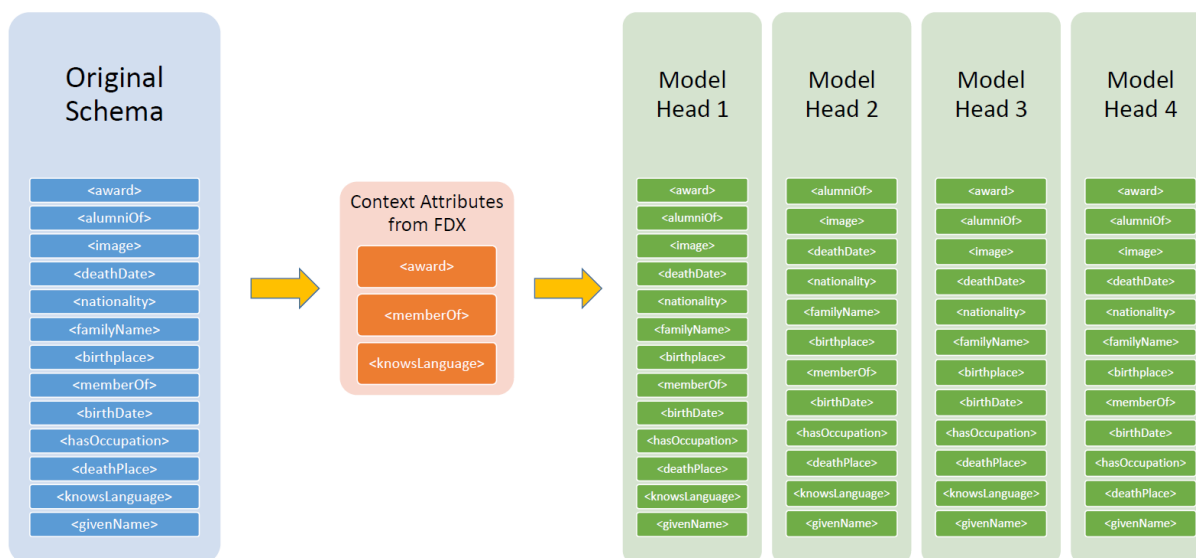 Original
Schema
<award>
<alumniOf>
<image>
<deathDate>
<nationality>
<familyName>
<birthplace>
<memberOf>
<birthDate>
<hasOccupation>
<deathPlace>
<knowsLanguage>
<givenName>
Context Attributes
from FDX
<award>
<memberOf>
<knowsLanguage>
Model
Head 1
<award>
<alumniOf>
<image>
<deathDate>
<nationality>
<familyName>
<birthplace>
<memberOf>
<birthDate>
<hasOccupation>
<deathPlace>
<knowsLanguage>
<givenName>
Model
Head 2
<alumniOf>
<image>
<deathDate>
<nationality>
<familyName>
<birthplace>
<memberOf>
<birthDate>
<hasOccupation>
<deathPlace>
<knowsLanguage>
<givenName>
Model
Head 3
<award>
<alumniOf>
<image>
<deathDate>
<nationality>
<familyName>
<birthplace>
<birthDate>
<hasOccupation>
<deathPlace>
<knowsLanguage>
<givenName>
Model
Head 4
<award>
<alumniOf>
<image>
<deathDate>
<nationality>
<familyName>
<birthplace>
<memberOf>
<birthDate>
<hasOccupation>
<deathPlace>
<givenName>